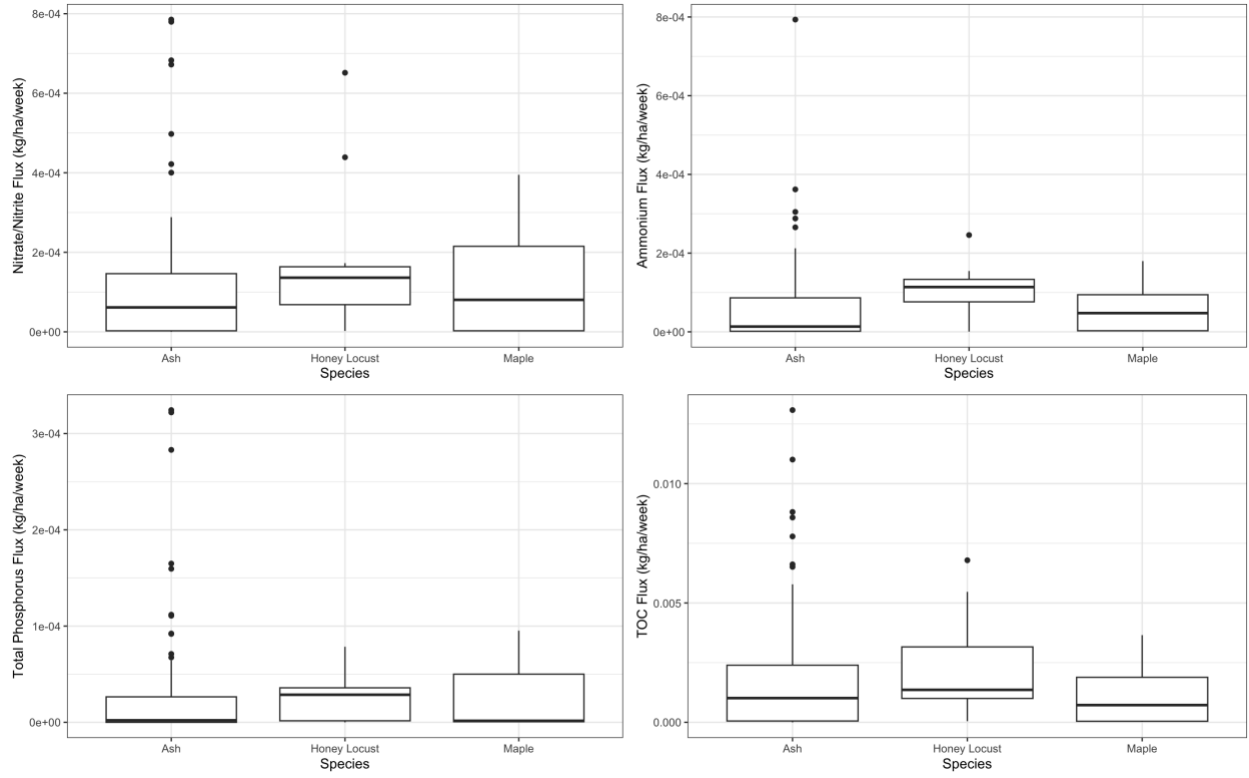 8e-04
6e-04
4e-04
2e-04
0e+00
Nitrate/Nitrite Flux (kg/ha/week)
Ash Honey Locust Maple
Species
8e-04
6e-04
4e-04
2e-04
0e+00
Ammonium Flux (kg/ha/week)
Ash Honey Locust Maple
Species
3e-04
2e-04
1e-04
0e+00
Total Phosphorus Flux (kg/ha/week)
Ash Honey Locust Maple
Species
0.010
0.005
0.000
TOC Flux (kg/ha/week)
Ash Honey Locust Maple
Species